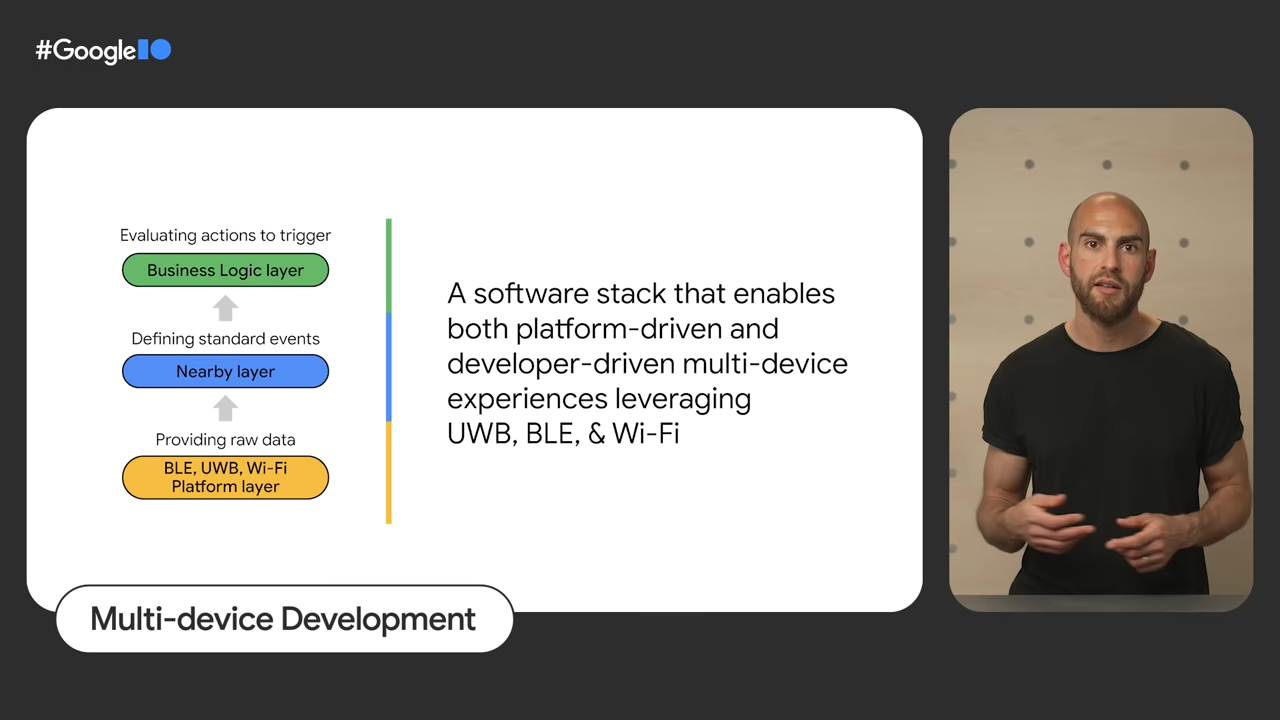 #GoogleIO
Evaluating actions to trigger
Business Logic layer
Defining standard events
Nearby layer
Providing raw data
BLE, UWB, Wi-Fi
Platform layer
A software stack that enables
both platform-driven and
developer-driven multi-device
experiences leveraging
UWB, BLE, & Wi-Fi
Multi-device Development